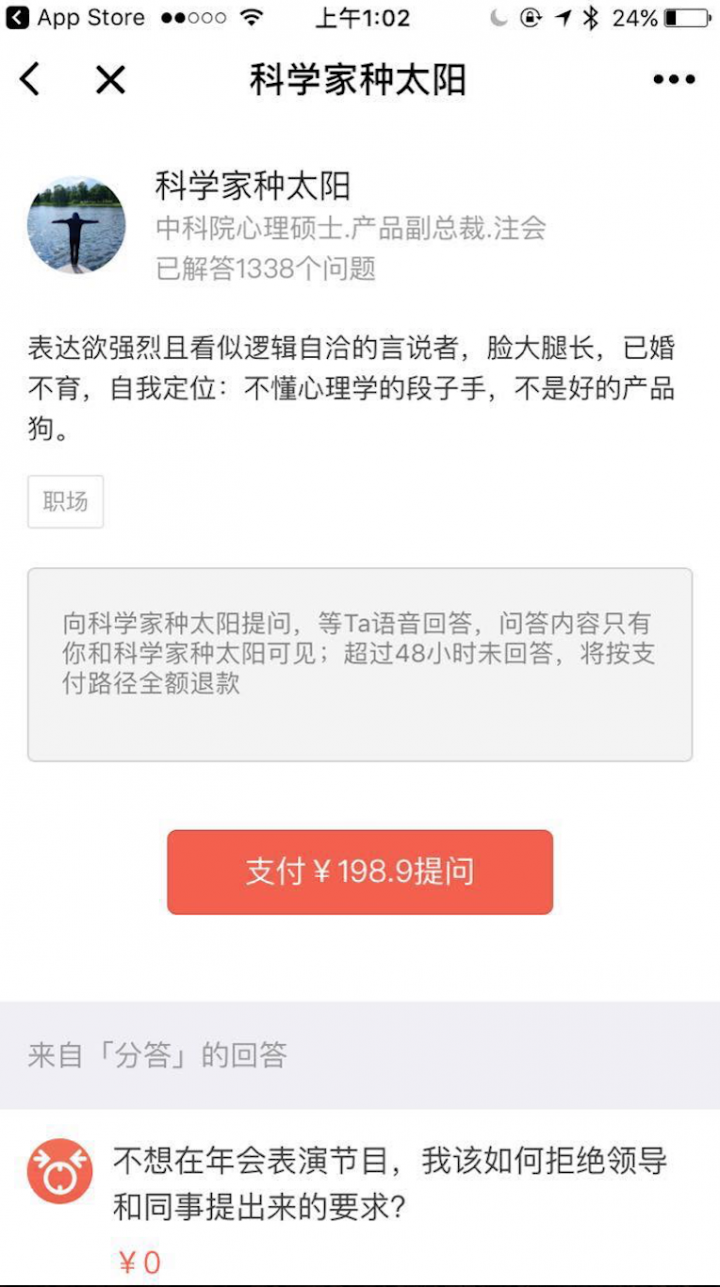 App Store
上午1:02
24%
科学家种太阳
科学家种太阳
中科院心理硕士.产品副总裁.注会
已解答1338个问题
表达欲强烈且看似逻辑自洽的言说者，脸大腿长，已婚
不育，自我定位：不懂心理学的段子手，不是好的产品
狗。
职场
向科学家种太阳提问，等Ta语音回答，问答内容只有
你和科学家种太阳可见；超过48小时未回答，将按支
付路径全额退款
支付￥198.9提问
来自「分答」的回答
不想在年会表演节目，我该如何拒绝领导
和同事提出来的要求？
￥0